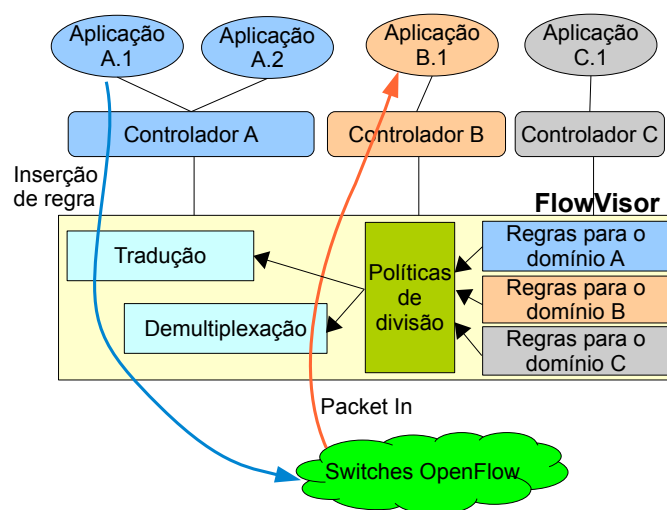 Aplicação
A.1
Aplicação
A.2
Aplicação
B.1
Aplicação
C.1
Controlador A
Controlador B
Controlador C
Inserção
de regra
FlowVisor
Tradução
Demultiplexação
Políticas
de
divisão
Regras para o
domínio A
Regras para o
domínio B
Regras para o
domínio C
Packet In
Switches OpenFlow